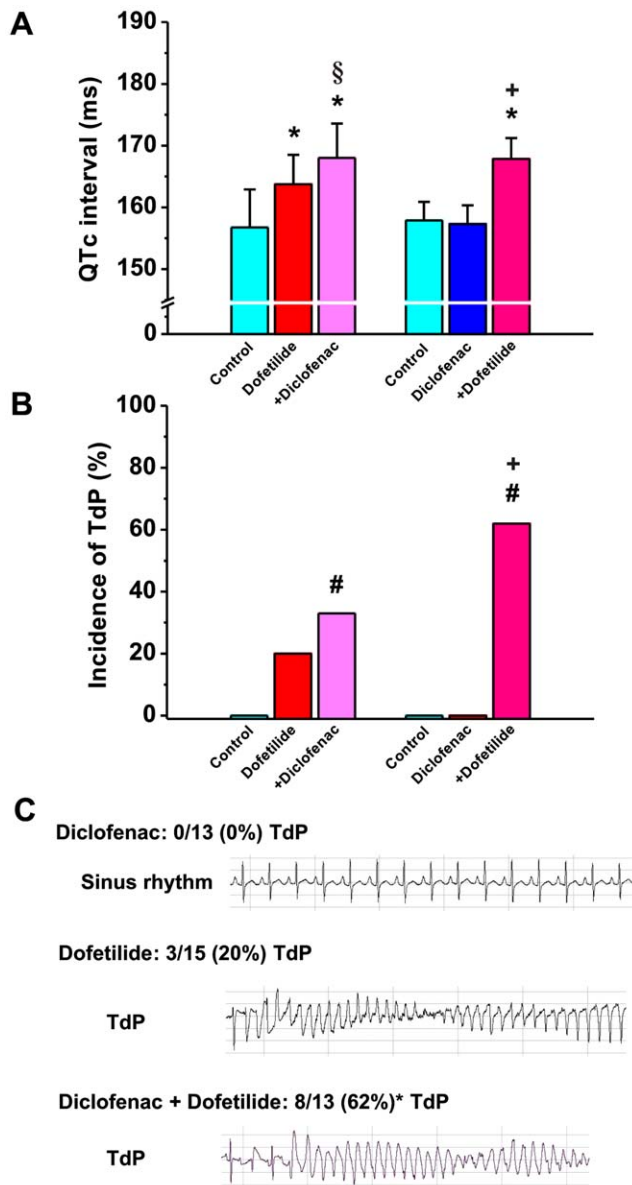 A
QTc interval (ms)
190
180
170
160
150
0
§
*
*
+
*
Control
Dofetilide
+Diclofenac
Control
Diclofenac
+Dofetilide
B
Incidence of TdP (%)
100
80
60
40
20
0
#
+
#
Control
Dofetilide
+Diclofenac
Control
Diclofenac
+Dofetilide
C
Diclofenac: 0/13 (0%) TdP
Sinus rhythm
Dofetilide: 3/15 (20%) TdP
TdP
Diclofenac + Dofetilide: 8/13 (62%)* TdP
TdP